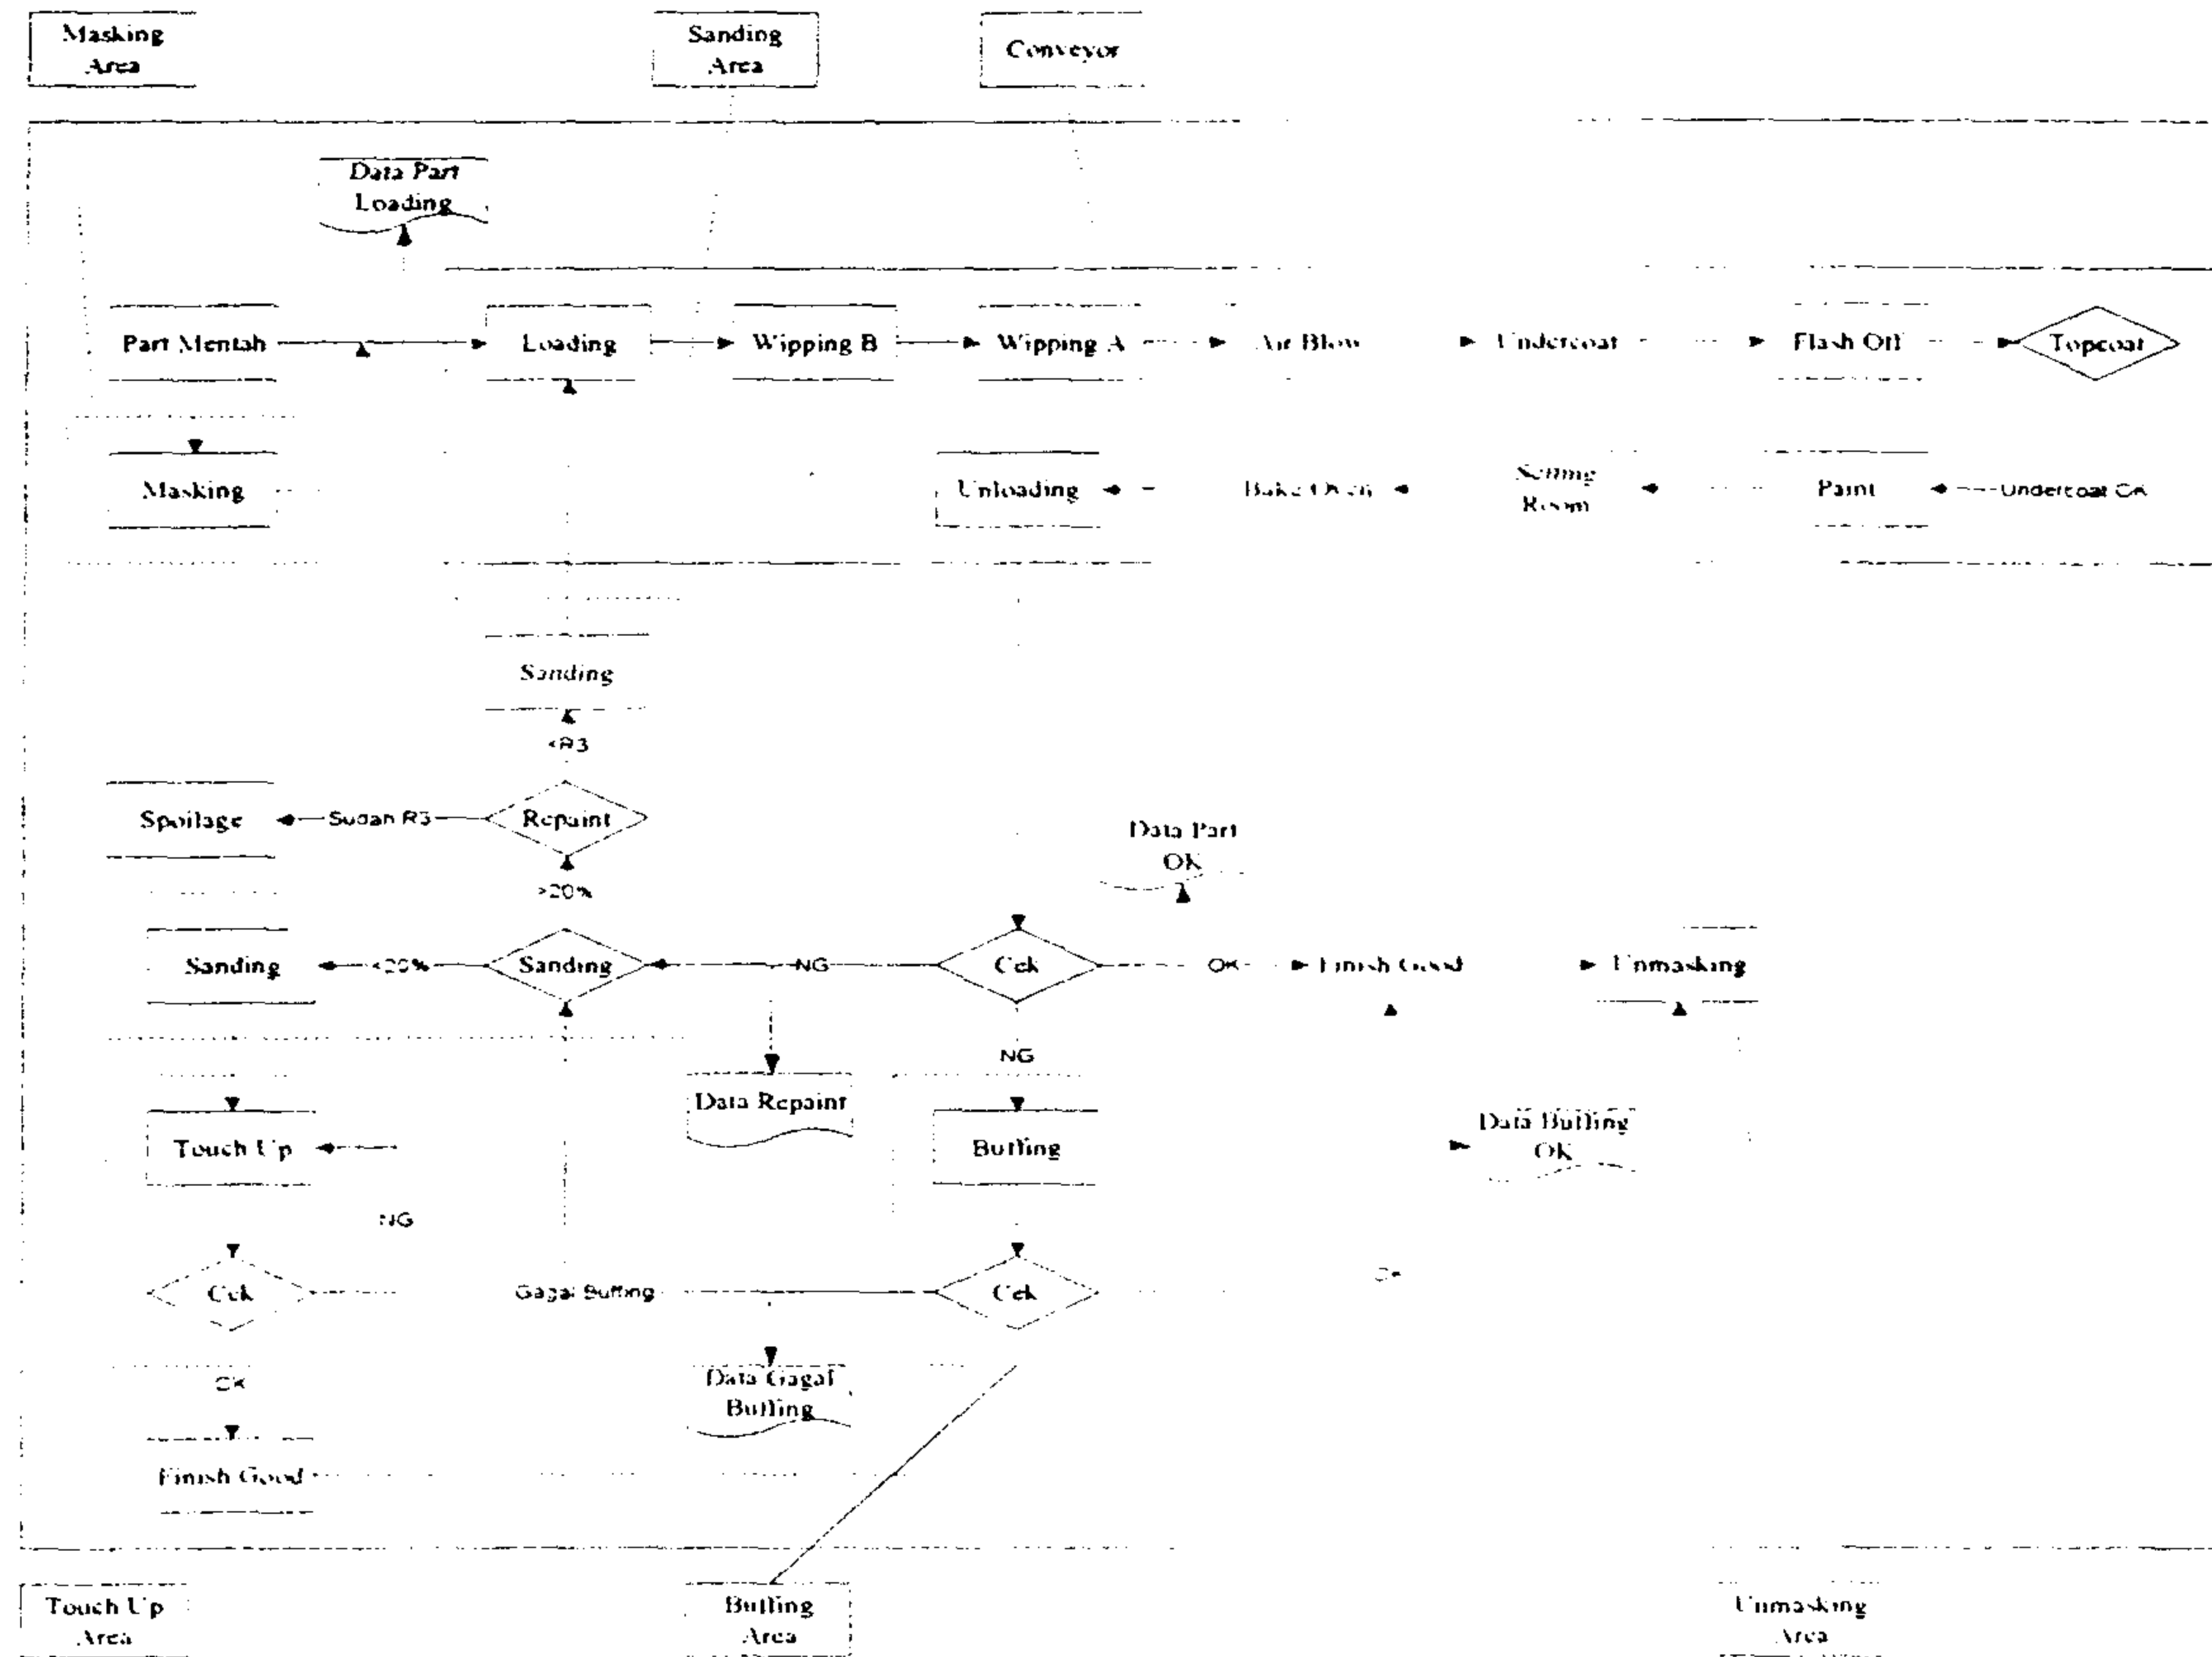 Masking
Area
Sanding
Area
Conveyor
Data Part
Loading
Part Mentah
Loading
Wipping B
Wipping A
Air Blow
Undercoat
Flash Off
Topcoat
Masking
Unloading
Bake Oven
Setting
Room
Paint
Undercoat OK
Sanding
<R3
Spoilage
Sudah R3
Repaint
Data Part
OK
>20%
Sanding
<20%
Sanding
NG
Cek
OK
Finish Good
Unmasking
NG
Data Repaint
Touch Up
Buffing
Data Buffing
OK
NG
Cek
Gagal Buffing
Cek
OK
OK
Data Gagal
Buffing
Finish Good
Touch Up
Area
Buffing
Area
Unmasking
Area